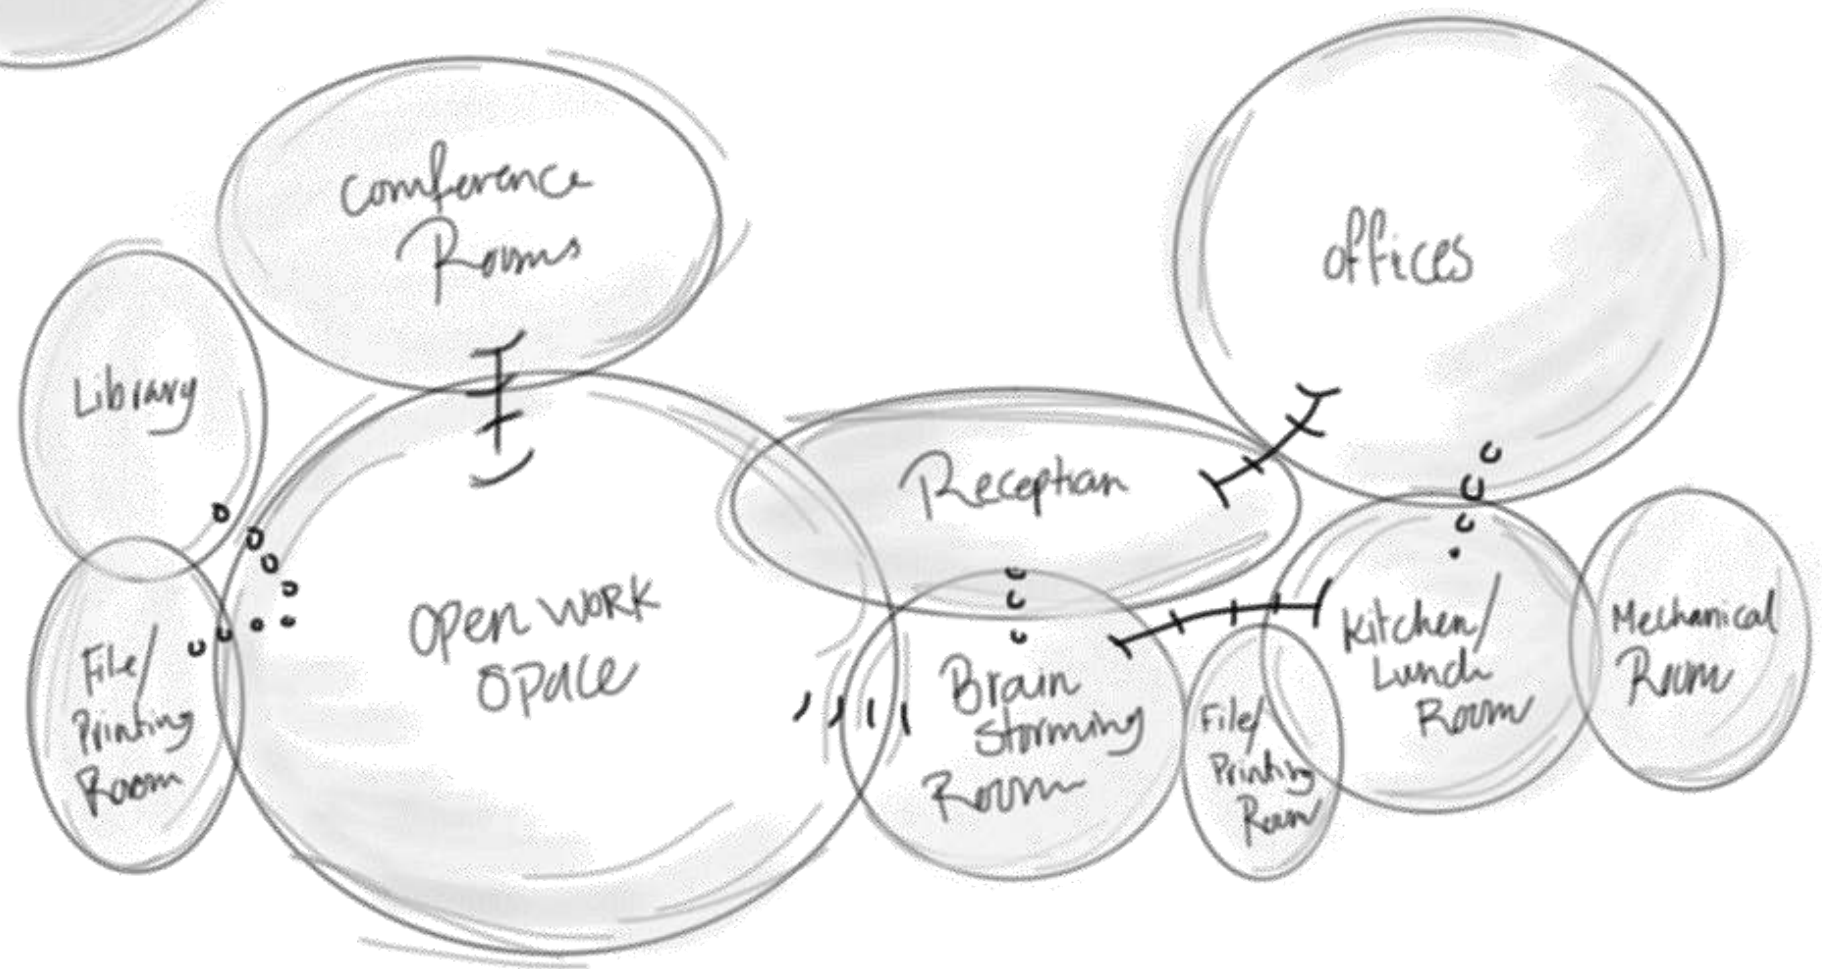 Conference
Rooms
offices
Library
Reception
open work
space
File/
Printing
Room
Brain
storming
Room
File/
Printing
Room
Kitchen/
Lunch
Room
Mechanical
Room